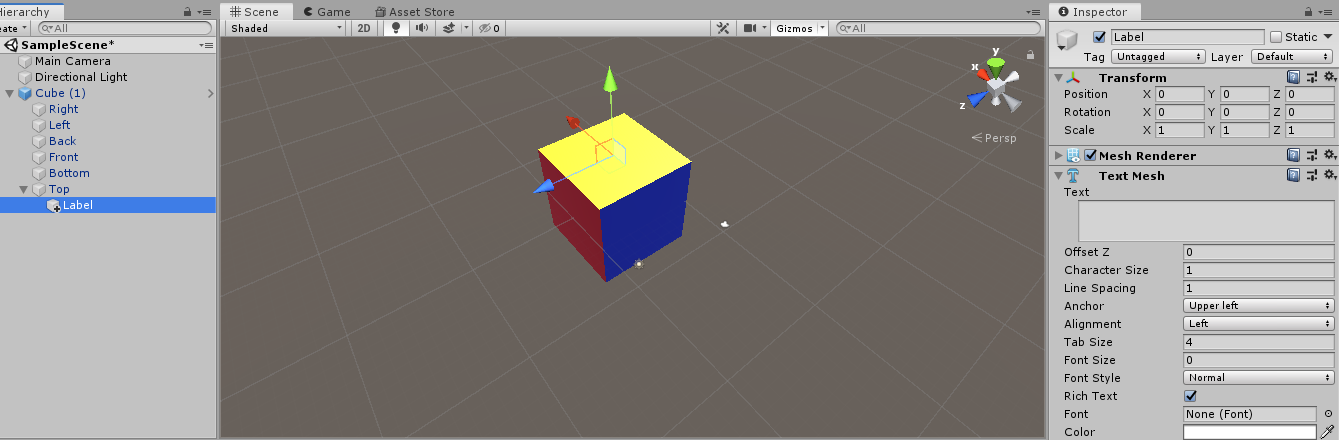 Hierarchy
All
SampleScene*
Main Camera
Directional Light
Cube (1)
Right
Left
Back
Front
Bottom
Top
Label
Scene
Game
Asset Store
Shaded
2D
0
Gizmos
All
y
x
z
Persp
Inspector
Label
Static
Tag Untagged Layer Default
Transform
Position X 0 Y 0 Z 0
Rotation X 0 Y 0 Z 0
Scale X 1 Y 1 Z 1
Mesh Renderer
Text Mesh
Text
Offset Z 0
Character Size 1
Line Spacing 1
Anchor Upper left
Alignment Left
Tab Size 4
Font Size 0
Font Style Normal
Rich Text
Font None (Font)
Color